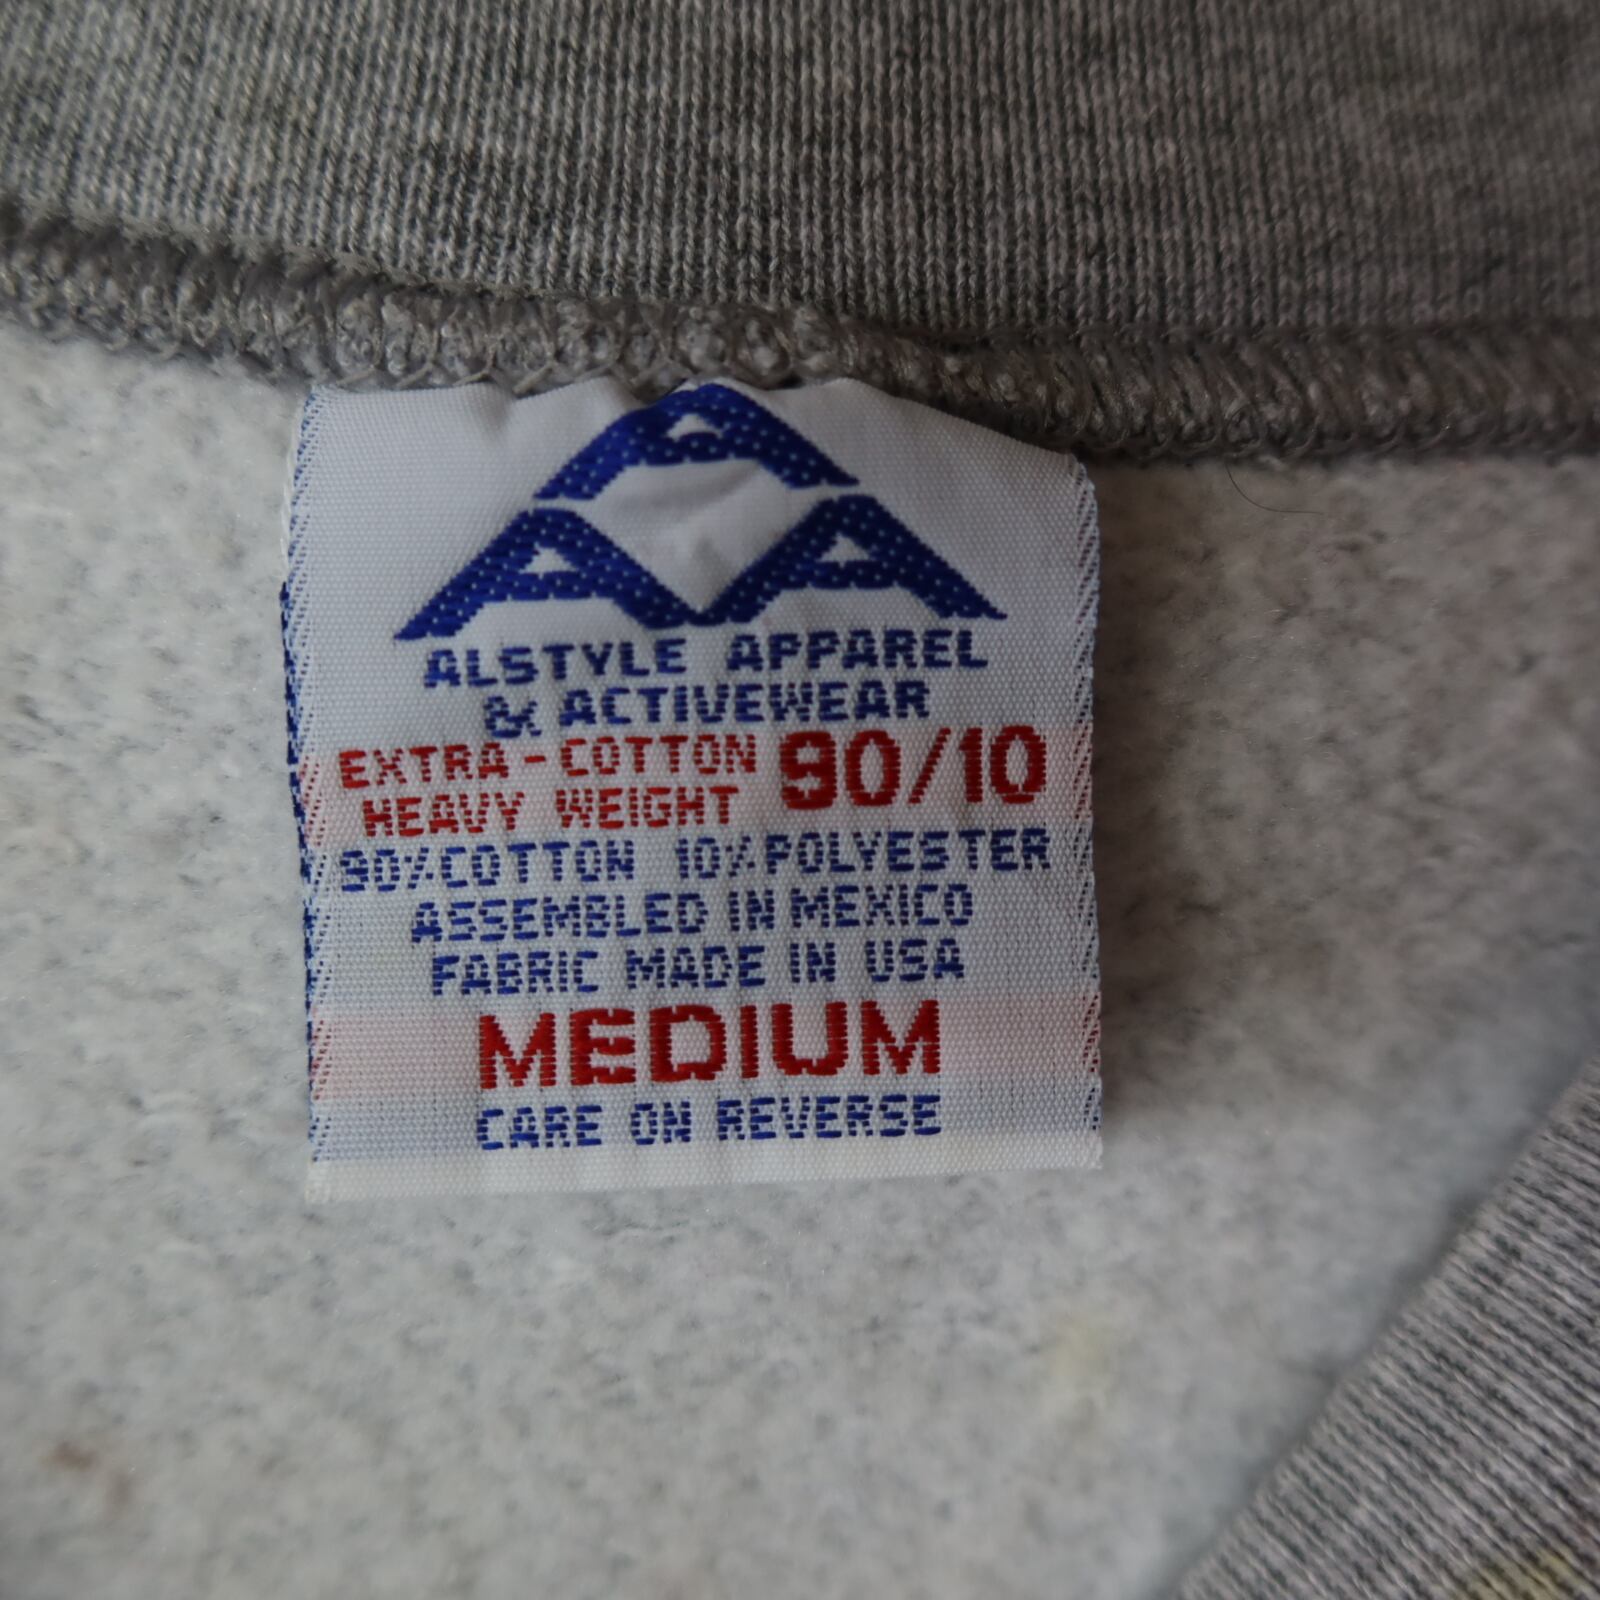 AAA
ALSTYLE APPAREL
& ACTIVEWEAR
EXTRA-COTTON 90/10
HEAVY WEIGHT
90% COTTON 10% POLYESTER
ASSEMBLED IN MEXICO
FABRIC MADE IN USA
MEDIUM
CARE ON REVERSE